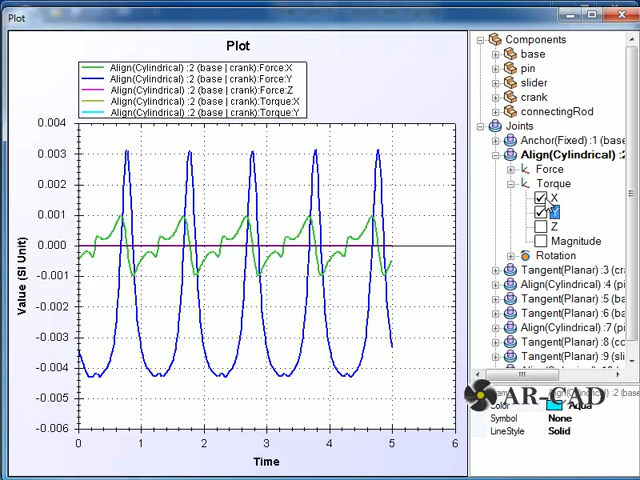 Plot
Plot
Align(Cylindrical) :2 (base | crank):Force:X
Align(Cylindrical) :2 (base | crank):Force:Y
Align(Cylindrical) :2 (base | crank):Force:Z
Align(Cylindrical) :2 (base | crank):Torque:X
Align(Cylindrical) :2 (base | crank):Torque:Y
Value (SI Unit)
0.004
0.003
0.002
0.001
0.000
-0.001
-0.002
-0.003
-0.004
-0.005
-0.006
0 1 2 3 4 5 6
Time
Components
base
pin
slider
crank
connectingRod
Joints
Anchor(Fixed) :1 (base
Align(Cylindrical) :2
Force
Torque
X
Y
Z
Magnitude
Rotation
Tangent(Planar) :3 (cra
Align(Cylindrical) :4 (pi
Tangent(Planar) :5 (ba
Tangent(Planar) :6 (ba
Align(Cylindrical) :7 (pi
Tangent(Planar) :8 (co
Tangent(Planar) :9 (sli
Align(Cylindrical) :2 (base
AR-CAD
Color Aqua
Symbol None
LineStyle Solid